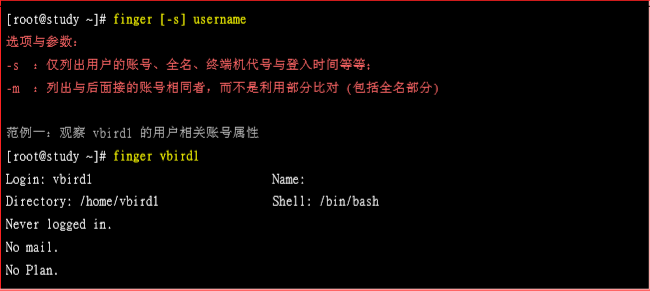 [root@study ~]# finger [-s] username
选项与参数：
-s ：仅列出用户的账号、全名、终端机代号与登入时间等等；
-m ：列出与后面接的账号相同者，而不是利用部分比对 (包括全名部分)
范例一：观察 vbird1 的用户相关账号属性
[root@study ~]# finger vbird1
Login: vbird1 Name:
Directory: /home/vbird1 Shell: /bin/bash
Never logged in.
No mail.
No Plan.